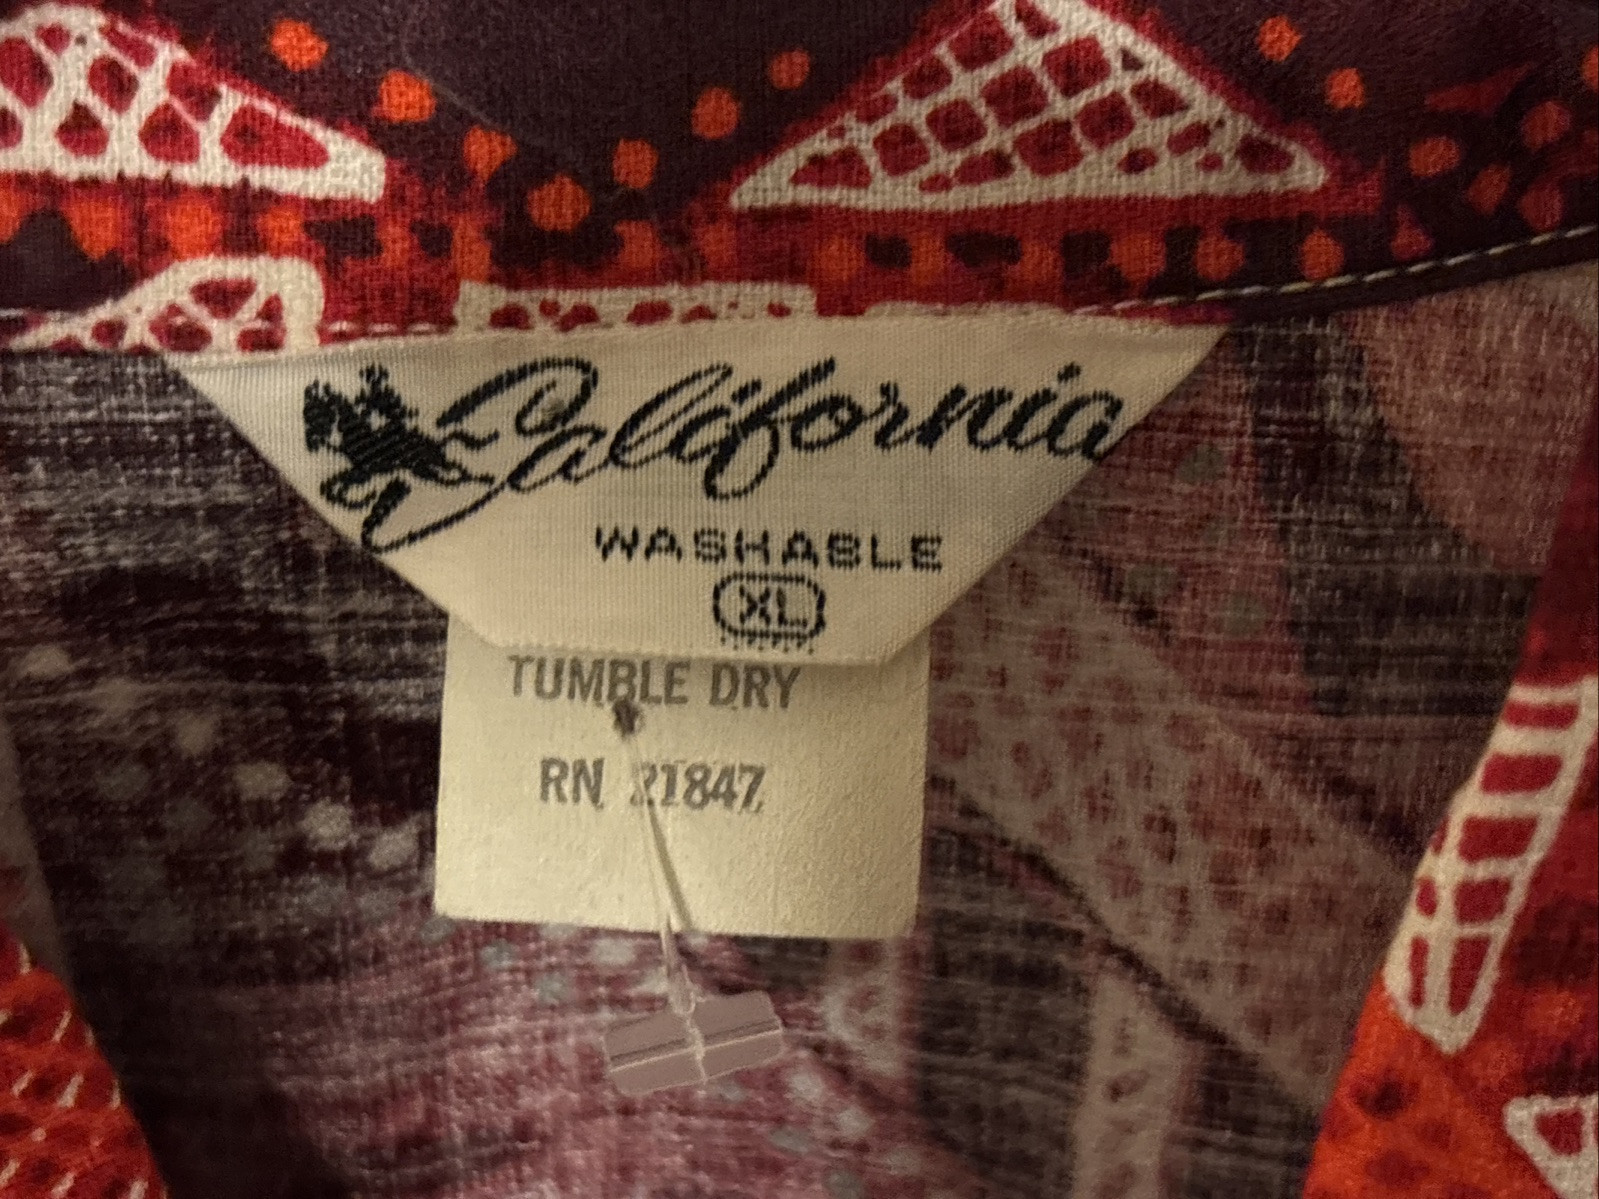 California
WASHABLE
XL
TUMBLE DRY
RN 21847